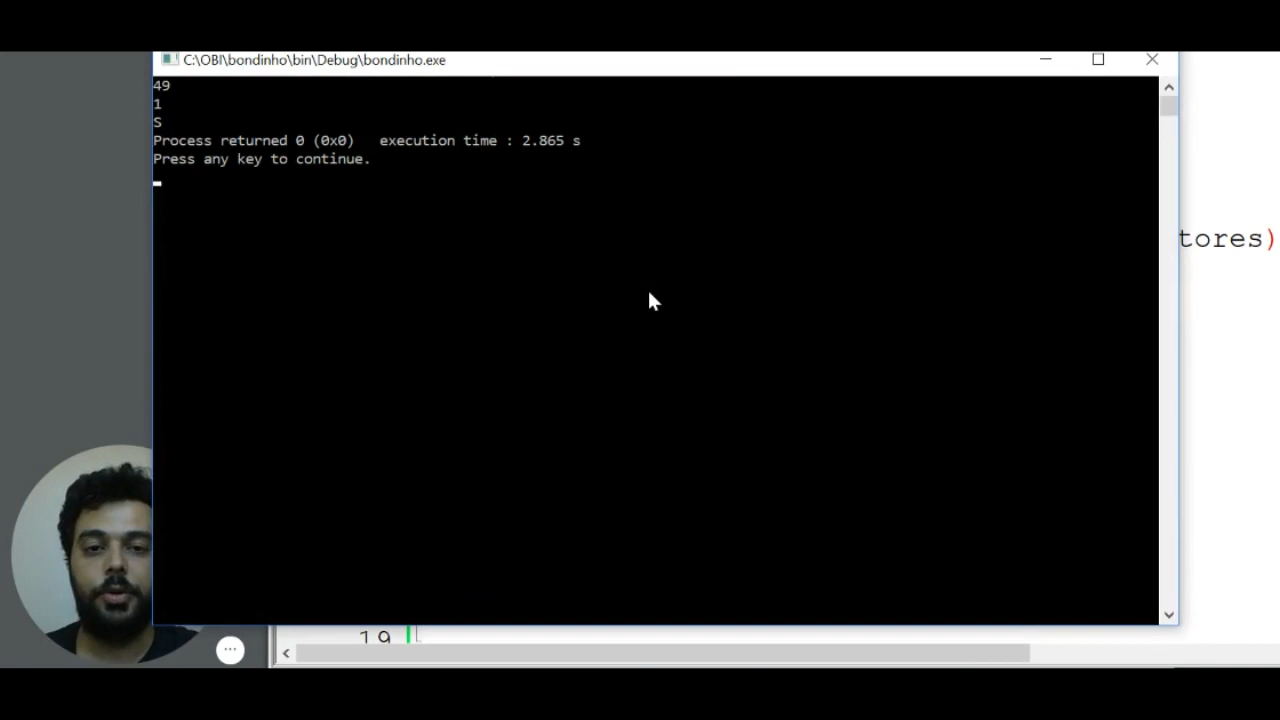 C:\OBI\bondinho\bin\Debug\bondinho.exe
49
1
S
Process returned 0 (0x0)   execution time : 2.865 s
Press any key to continue.
tores)
19